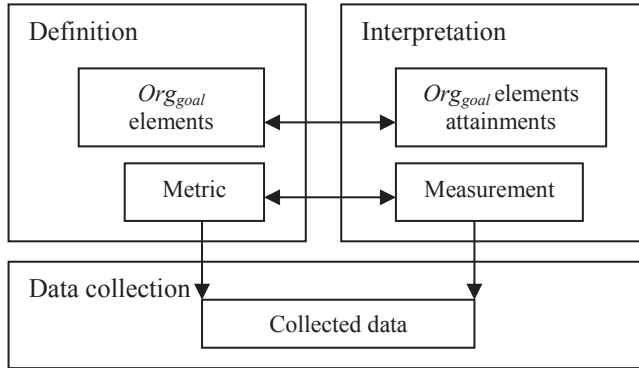 Definition
Interpretation
Org_goal
elements
Org_goal elements
attainments
Metric
Measurement
Data collection
Collected data